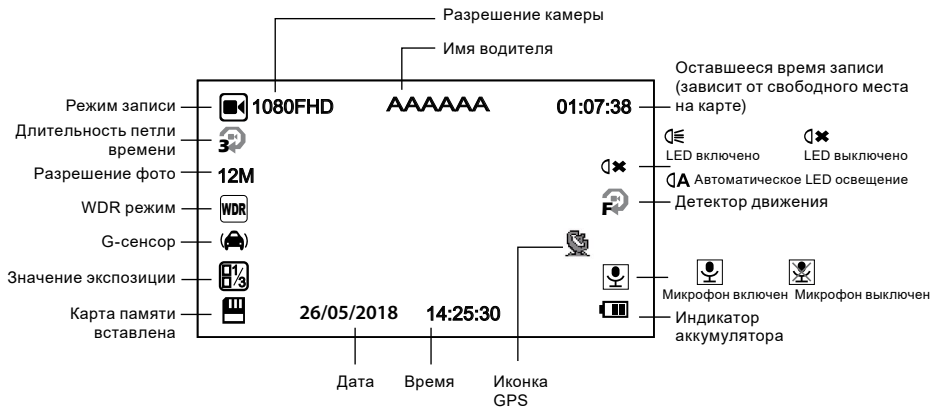 Разрешение камеры
Имя водителя
Оставшееся время записи
(зависит от свободного места
на карте)
Режим записи
1080FHD
AAAAAA
01:07:38
Длительность петли
времени
3
LED включено
LED выключено
Разрешение фото
12M
A Автоматическое LED освещение
WDR режим
WDR
F
Детектор движения
G-сенсор
Значение экспозиции
1/3
Микрофон включен
Микрофон выключен
Карта памяти
вставлена
26/05/2018
14:25:30
Индикатор
аккумулятора
Дата
Время
Иконка
GPS